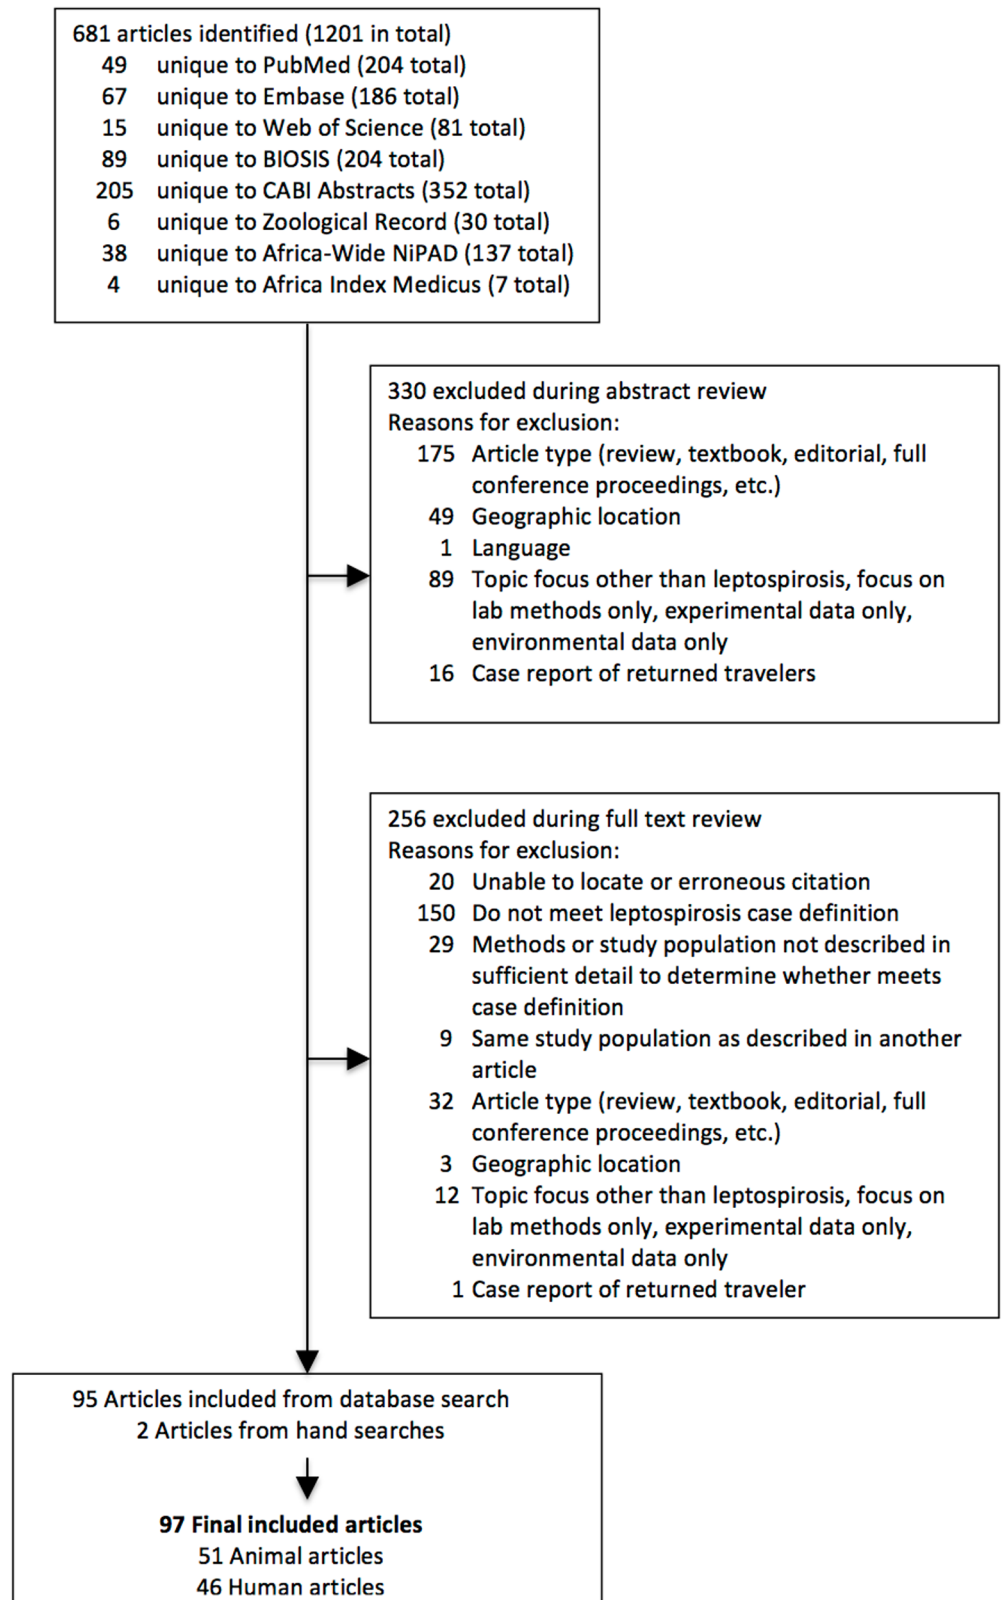 681 articles identified (1201 in total)
49 unique to PubMed (204 total)
67 unique to Embase (186 total)
15 unique to Web of Science (81 total)
89 unique to BIOSIS (204 total)
205 unique to CABI Abstracts (352 total)
6 unique to Zoological Record (30 total)
38 unique to Africa-Wide NiPAD (137 total)
4 unique to Africa Index Medicus (7 total)
330 excluded during abstract review
Reasons for exclusion:
175 Article type (review, textbook, editorial, full
conference proceedings, etc.)
49 Geographic location
1 Language
89 Topic focus other than leptospirosis, focus on
lab methods only, experimental data only,
environmental data only
16 Case report of returned travelers
256 excluded during full text review
Reasons for exclusion:
20 Unable to locate or erroneous citation
150 Do not meet leptospirosis case definition
29 Methods or study population not described in
sufficient detail to determine whether meets
case definition
9 Same study population as described in another
article
32 Article type (review, textbook, editorial, full
conference proceedings, etc.)
3 Geographic location
12 Topic focus other than leptospirosis, focus on
lab methods only, experimental data only,
environmental data only
1 Case report of returned traveler
95 Articles included from database search
2 Articles from hand searches
97 Final included articles
51 Animal articles
46 Human articles